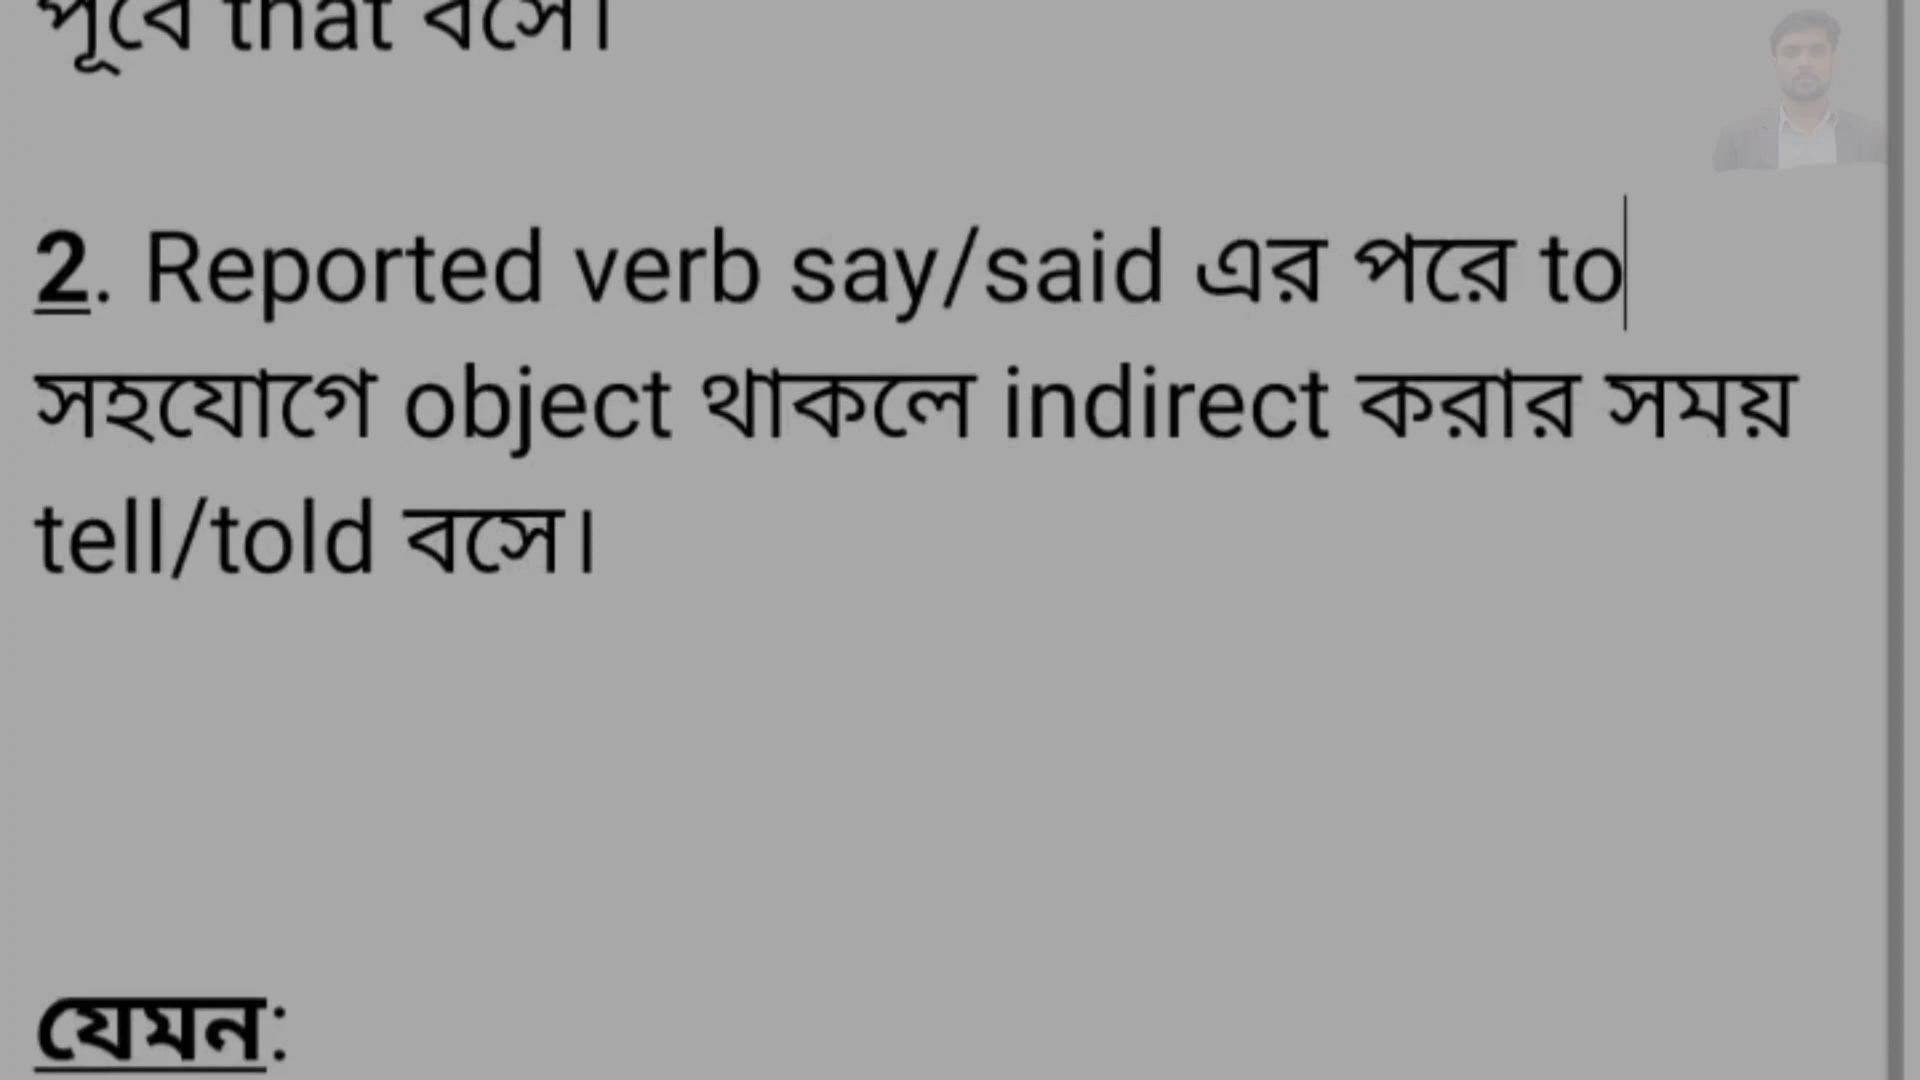 পূর্বে that বসে।
2. Reported verb say/said এর পরে to
সহযোগে object থাকলে indirect করার সময়
tell/told বসে।
যেমন: